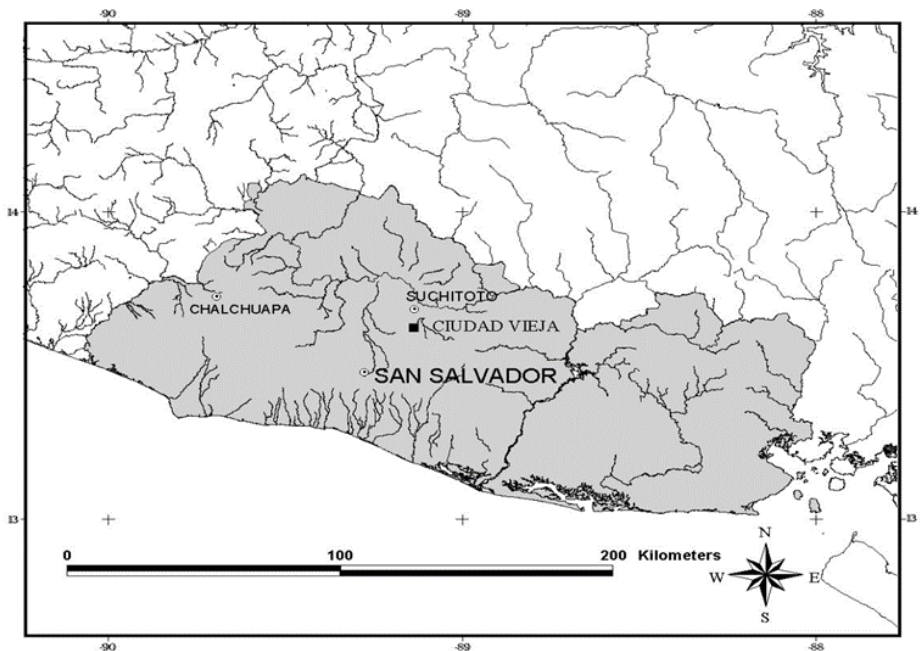 -90 -89 -88
14 14
SUCHITOTO
CHALCHUAPA
CIUDAD VIEJA
SAN SALVADOR
13 13
0 100 200 Kilometers
N
W E
S
-90 -89 -88